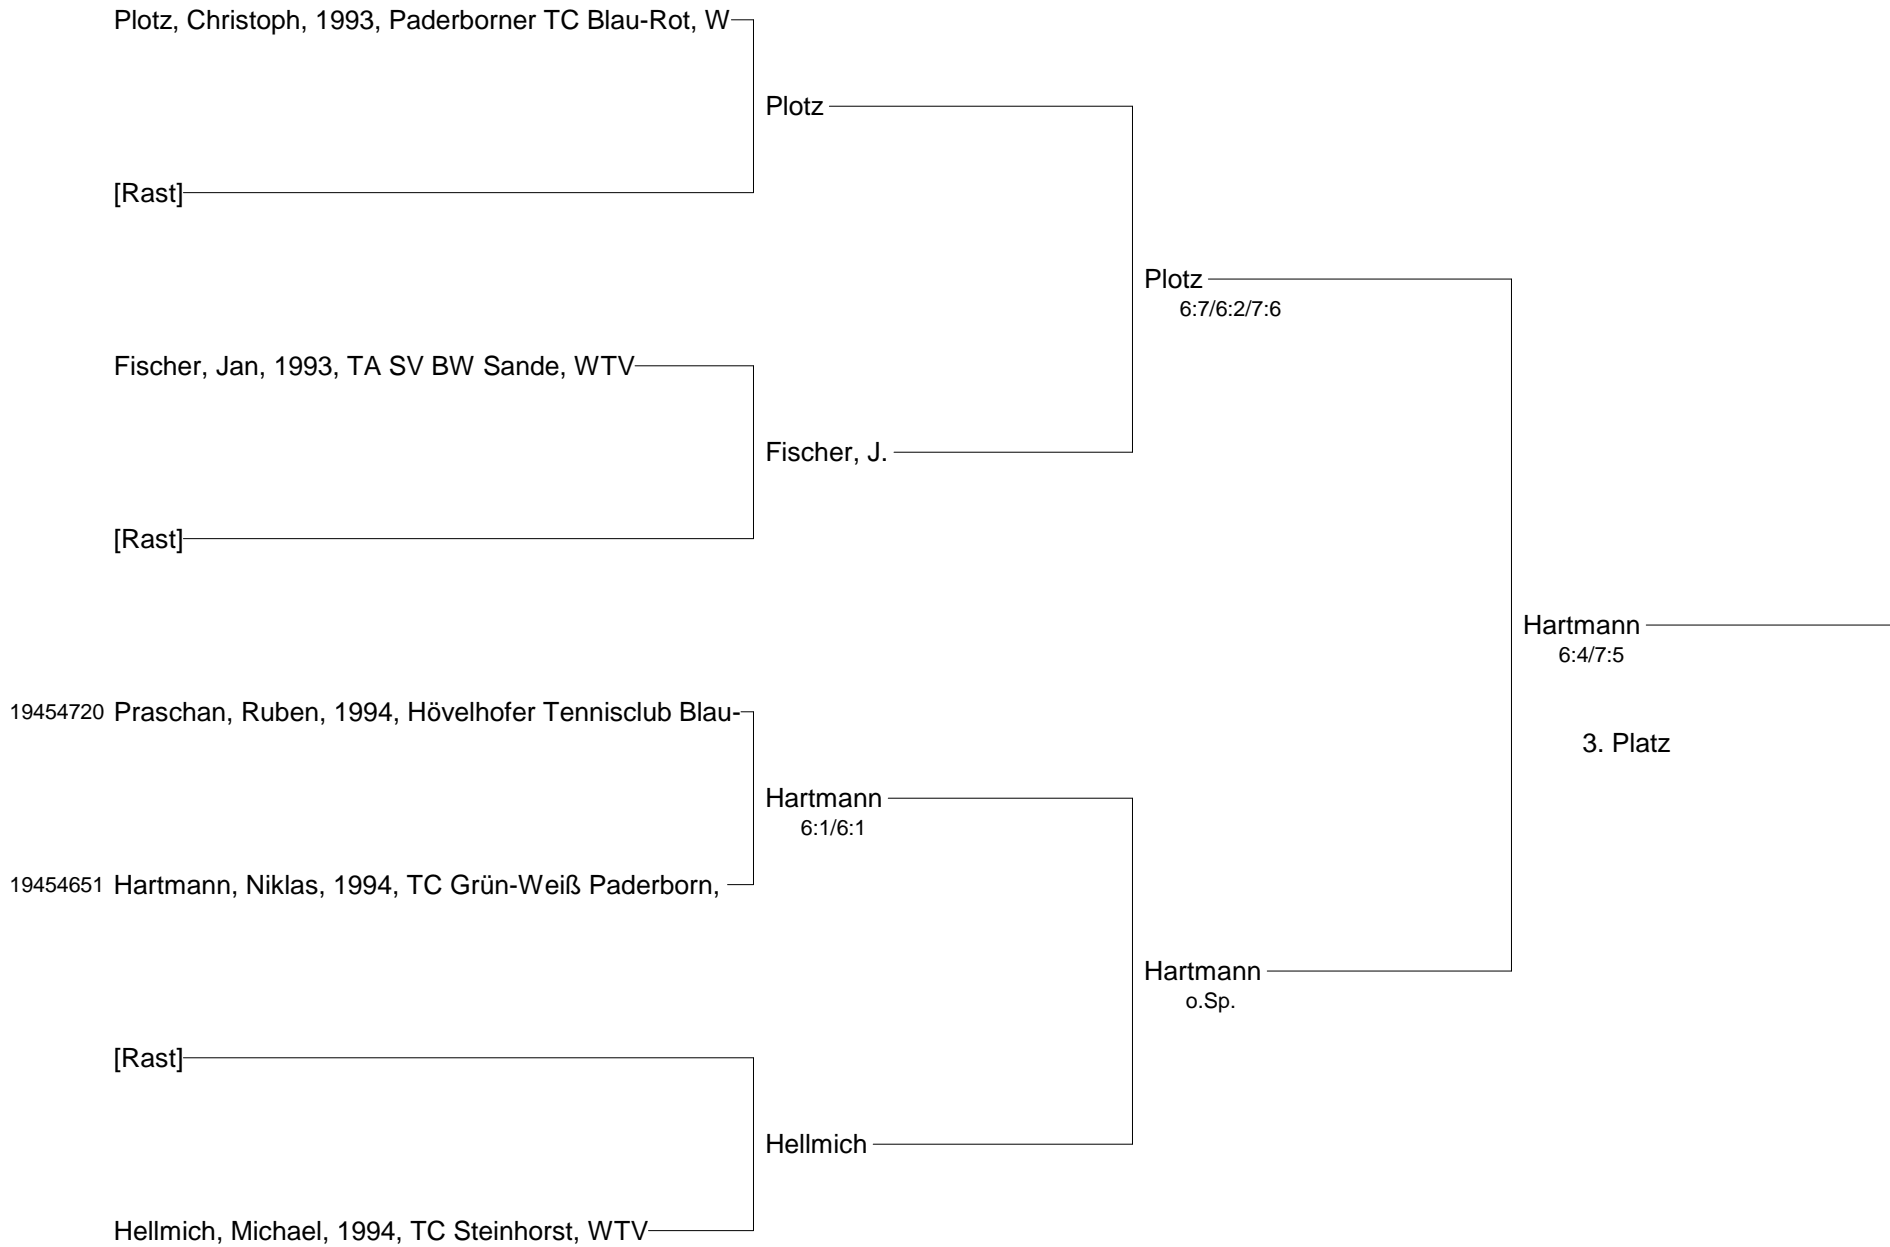 Plotz, Christoph, 1993, Paderborner TC Blau-Rot, W
Plotz
[Rast]
Plotz
6:7/6:2/7:6
Fischer, Jan, 1993, TA SV BW Sande, WTV
Fischer, J.
[Rast]
Hartmann
6:4/7:5
19454720 Praschan, Ruben, 1994, Hövelhofer Tennisclub Blau-
3. Platz
Hartmann
6:1/6:1
19454651 Hartmann, Niklas, 1994, TC Grün-Weiß Paderborn,
Hartmann
o.Sp.
[Rast]
Hellmich
Hellmich, Michael, 1994, TC Steinhorst, WTV